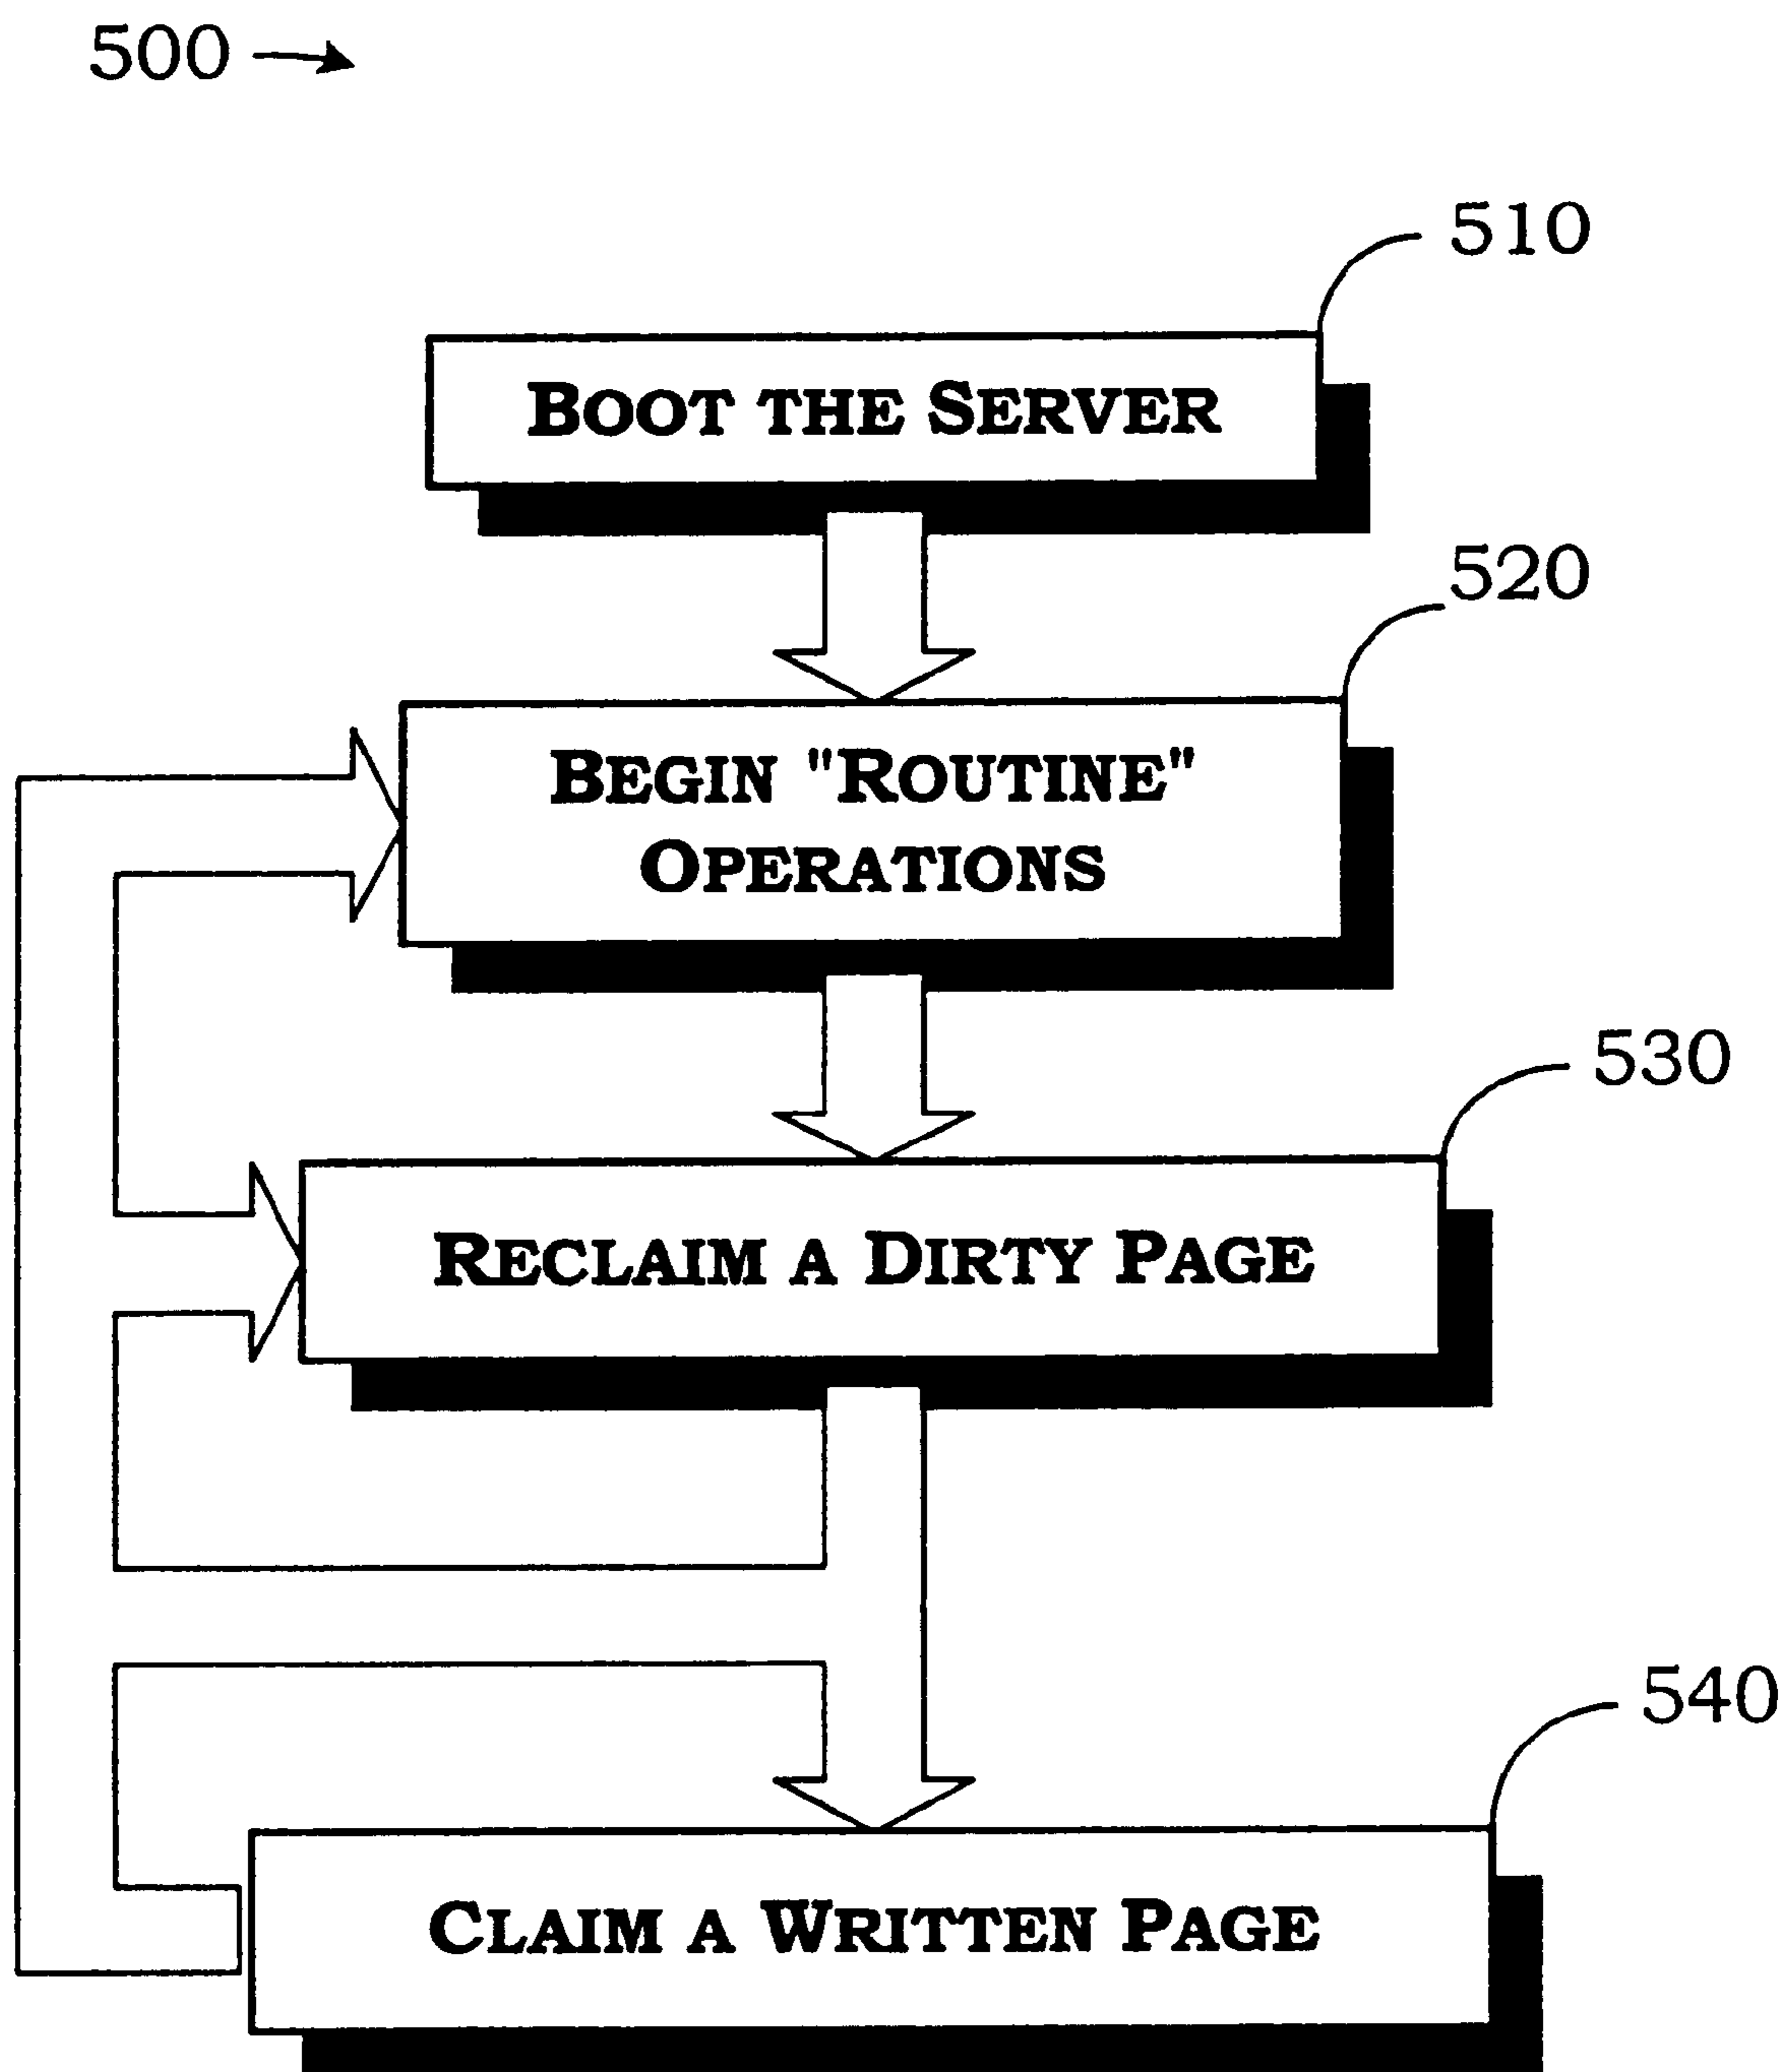 500
510
BOOT THE SERVER
520
BEGIN "ROUTINE"
OPERATIONS
530
RECLAIM A DIRTY PAGE
540
CLAIM A WRITTEN PAGE